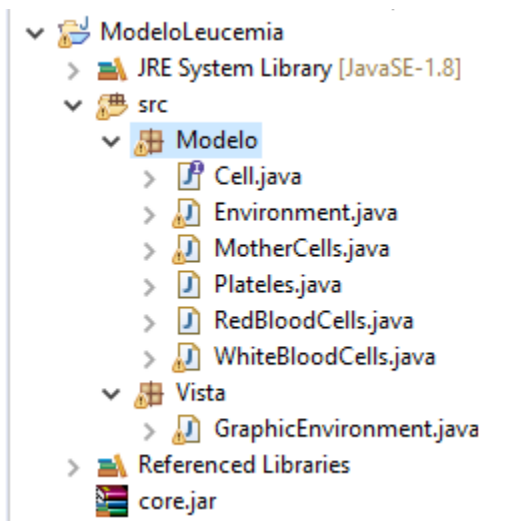 ModeloLeucemia
JRE System Library [JavaSE-1.8]
src
Modelo
Cell.java
Environment.java
MotherCells.java
Plateles.java
RedBloodCells.java
WhiteBloodCells.java
Vista
GraphicEnvironment.java
Referenced Libraries
core.jar